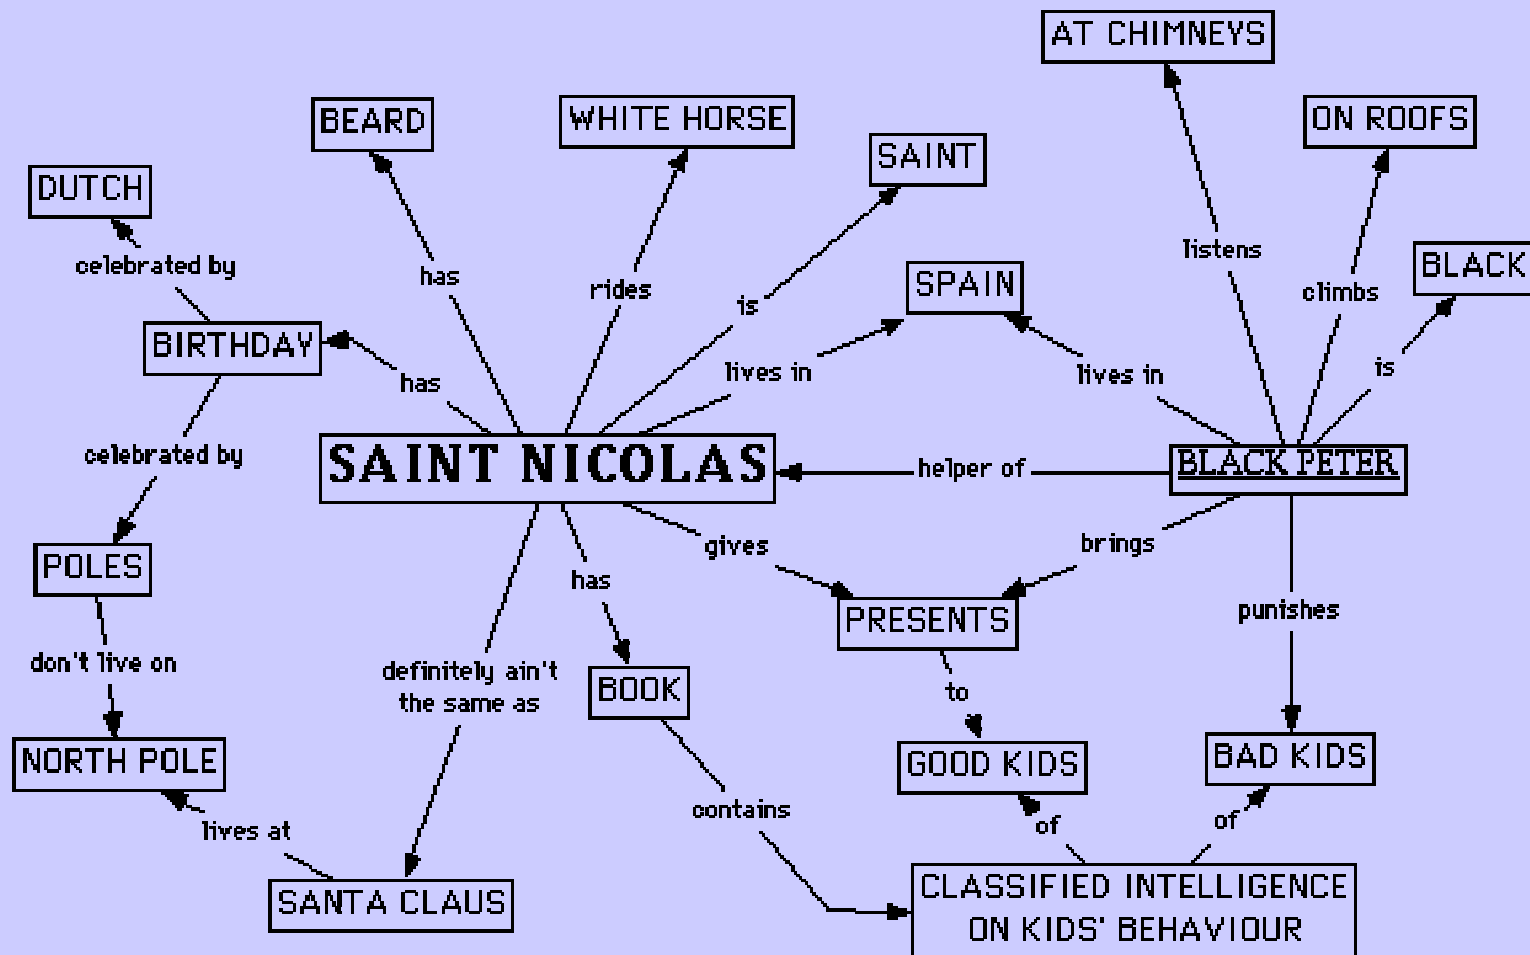 AT CHIMNEYS
BEARD
WHITE HORSE
ON ROOFS
SAINT
DUTCH
listens
BLACK
celebrated by
has
rides
is
SPAIN
climbs
BIRTHDAY
has
lives in
lives in
is
SAINT NICOLAS
helper of
BLACK PETER
celebrated by
gives
brings
POLES
has
PRESENTS
punishes
don't live on
definitely ain't
the same as
BOOK
to
NORTH POLE
GOOD KIDS
BAD KIDS
contains
lives at
of
of
SANTA CLAUS
CLASSIFIED INTELLIGENCE
ON KIDS' BEHAVIOUR